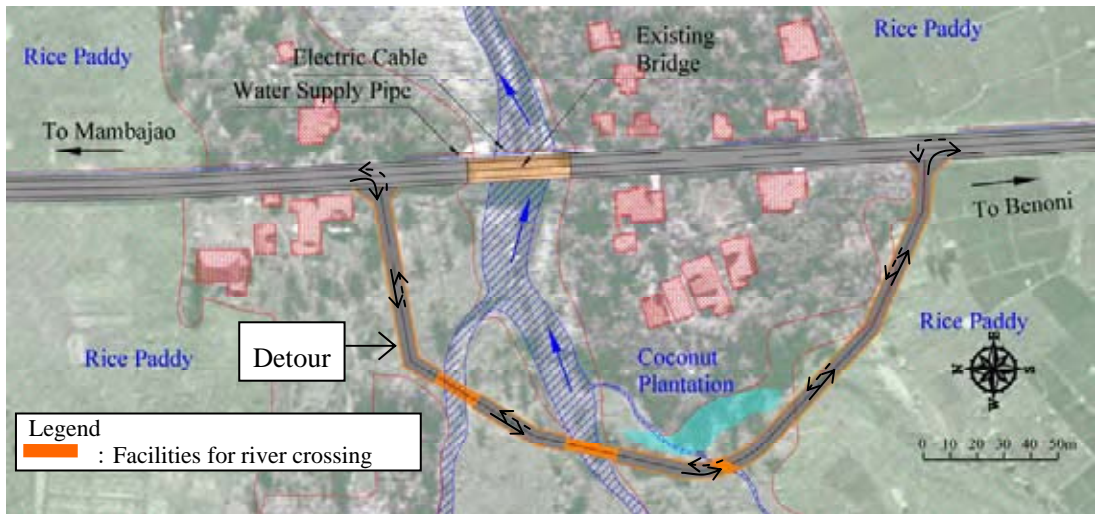 Rice Paddy
Electric Cable
Water Supply Pipe
Existing
Bridge
Rice Paddy
To Mambajao
To Benoni
Rice Paddy
Detour
Coconut
Plantation
Rice Paddy
E
N
S
W
Legend
: Facilities for river crossing
0 10 20 30 40 50m